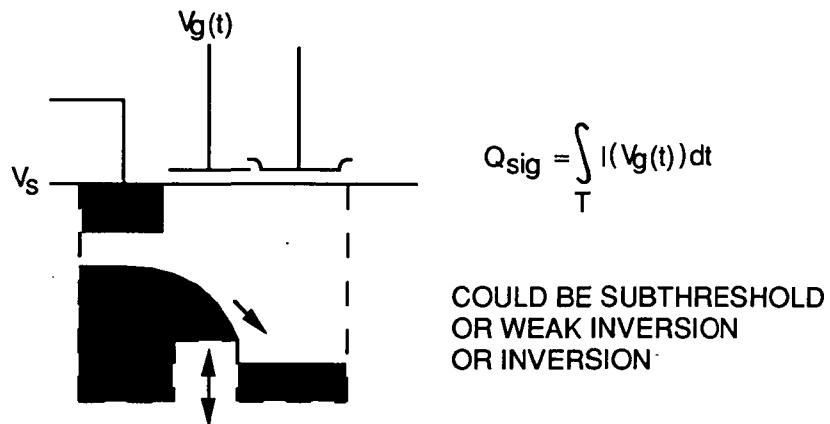 Vg(t)
Vs
Qsig = ∫T I(Vg(t))dt
COULD BE SUBTHRESHOLD
OR WEAK INVERSION
OR INVERSION